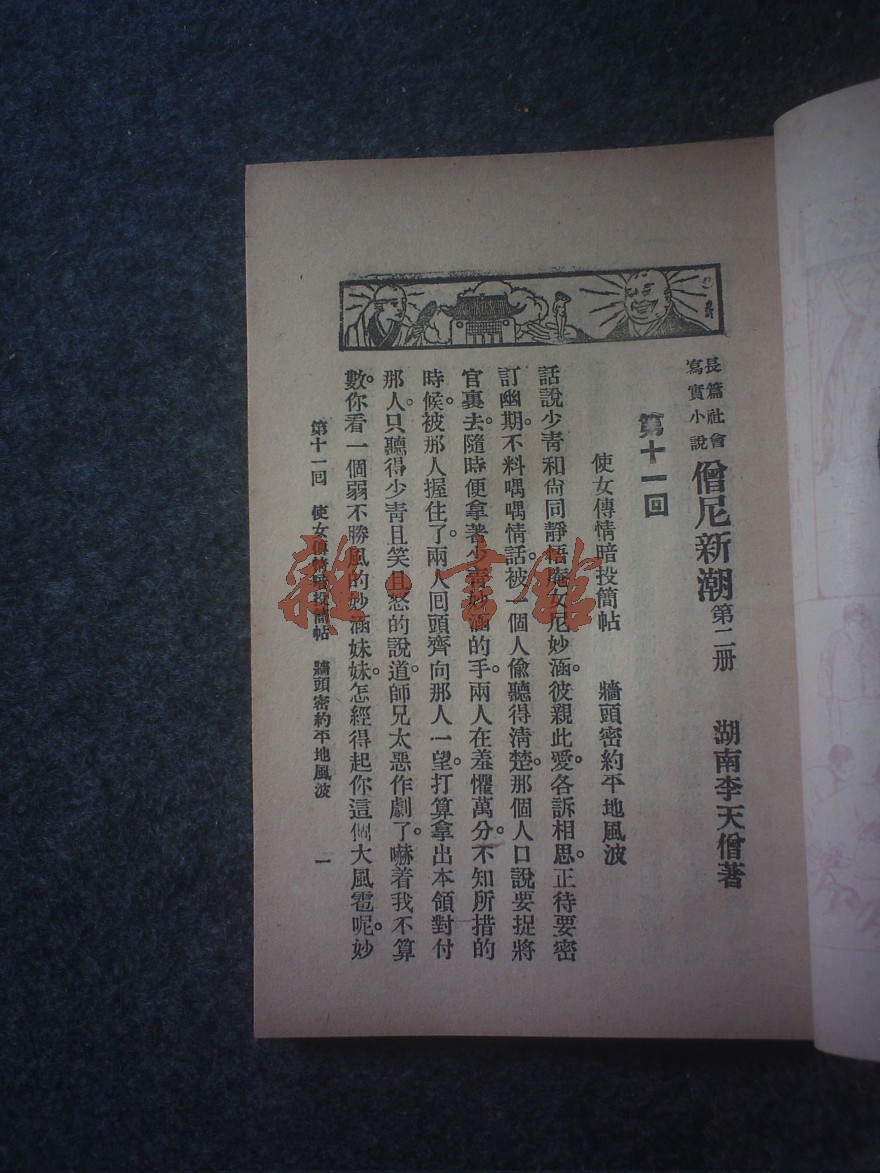 長篇社會
寫實小說
僧尼新潮 第二册 湖南李天僧著
第十一回
使女傳情暗投簡帖 牆頭密約平地風波
話說少青和尙同靜悟庵女尼妙涵。彼親此愛。各訴相思。正待要密
訂幽期。不料喁喁情話。被一個人偸聽得淸楚。那個人口說要捉將
官裏去。隨時便拿著少靑妙涵的手。兩人在羞懼萬分。不知所措的
時候。被那人握住了。兩人囘頭齊向那人一望。打算拿出本領對付
那人。只聽得少靑且笑且怒的說道。師兄太惡作劇了。嚇着我不算
數。你看一個弱不勝風的妙涵妹妹。怎經得起你這個大風雹呢。妙
第十一回 使女傳情暗投簡帖 牆頭密約平地風波 一
雜·書館